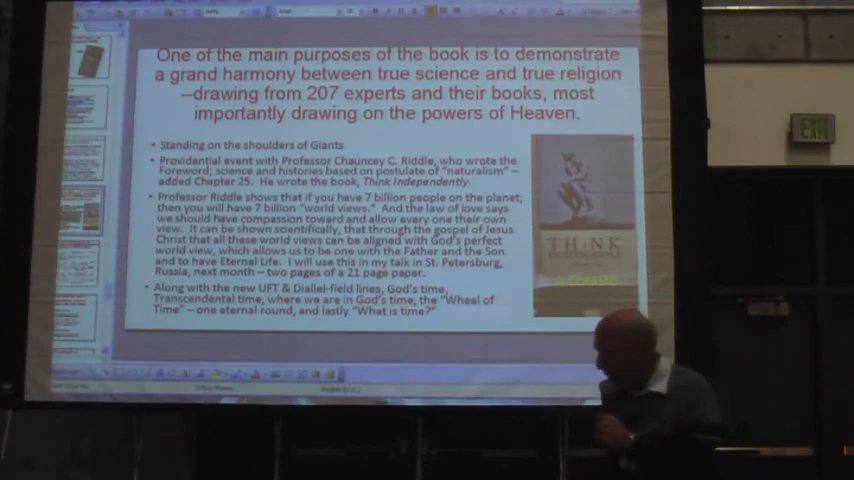 One of the main purposes of the book is to demonstrate
a grand harmony between true science and true religion
–drawing from 207 experts and their books, most
importantly drawing on the powers of Heaven.
• Standing on the shoulders of Giants
• Providential event with Professor Chauncey C. Riddle, who wrote the
Foreword; science and histories based on postulate of "naturalism" –
added Chapter 25. He wrote the book, Think Independently.
• Professor Riddle shows that if you have 7 billion people on the planet,
then you will have 7 billion "world views." And the law of love says
we should have compassion toward and allow every one their own
view. It can be shown scientifically, that through the gospel of Jesus
Christ that all these world views can be aligned with God's perfect
world view, which allows us to be one with the Father and the Son
and to have Eternal Life. I will use this in my talk in St. Petersburg,
Russia, next month – two pages of a 21 page paper.
• Along with the new UFT & Diallel-field lines, God's time,
Transcendental time, where we are in God's time, the "Wheel of
Time" – one eternal round, and lastly "What is time?"
THiNK
INDEPENDENTLY
EXIT